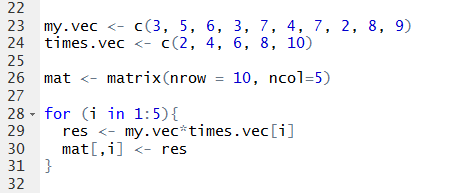 22
23 my.vec <- c(3, 5, 6, 3, 7, 4, 7, 2, 8, 9)
24 times.vec <- c(2, 4, 6, 8, 10)
25
26 mat <- matrix(nrow = 10, ncol=5)
27
28 for (i in 1:5){
29   res <- my.vec*times.vec[i]
30   mat[,i] <- res
31 }
32